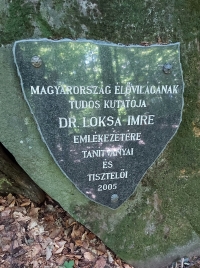 MAGYARORSZÁG ÉLŐVILÁGÁNAK
TUDÓS KUTATÓJA
DR. LOKSA IMRE
EMLÉKEZETÉRE
TANÍTVÁNYAI
ÉS
TISZTELŐI
2005